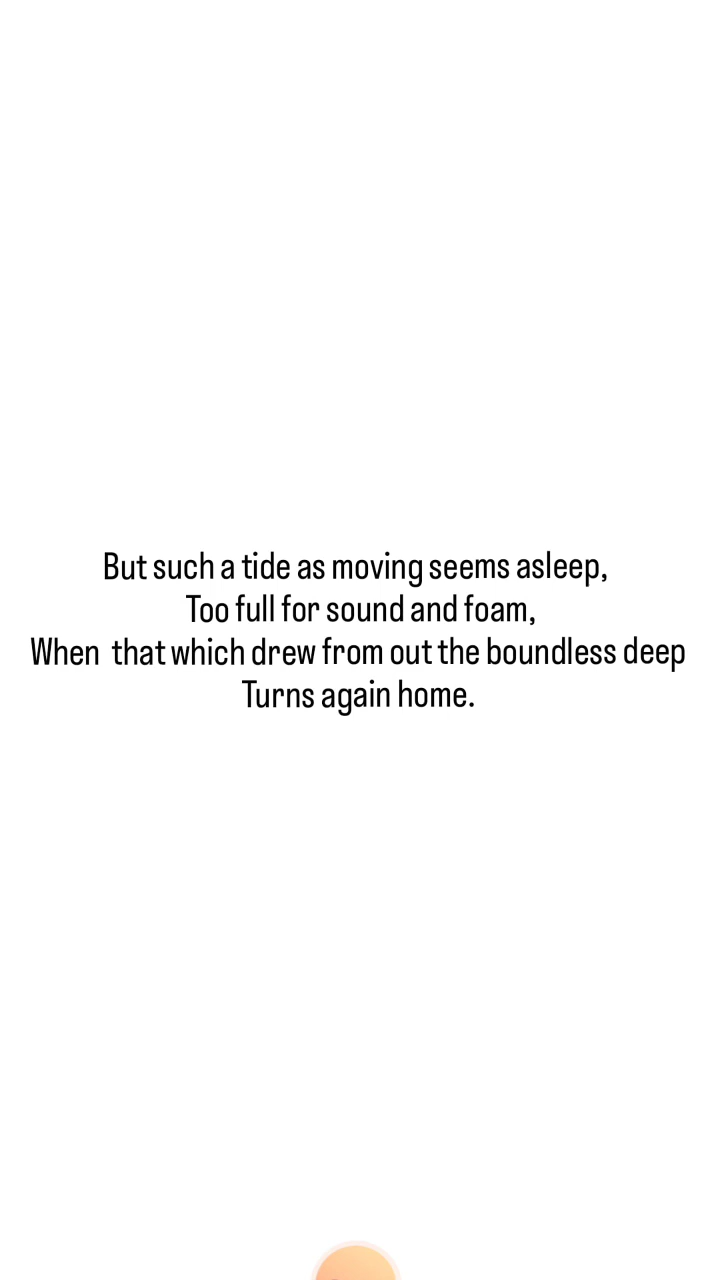 But such a tide as moving seems asleep,
Too full for sound and foam,
When  that which drew from out the boundless deep
Turns again home.